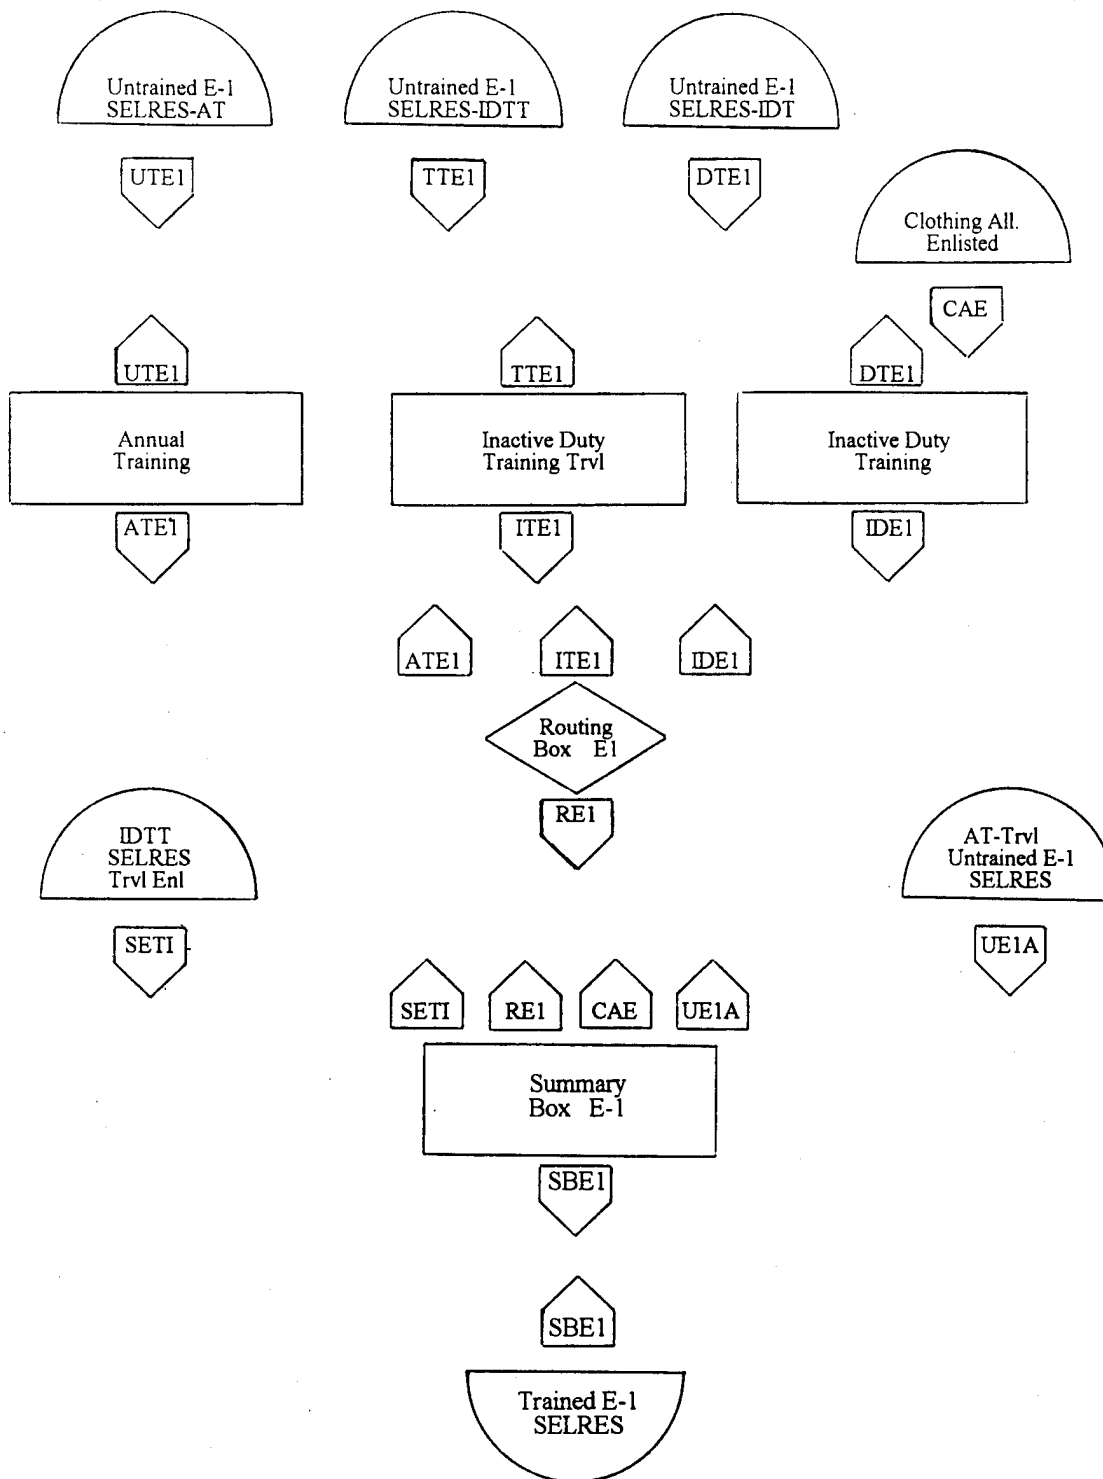 Untrained E-1
SELRES-AT
Untrained E-1
SELRES-IDTT
Untrained E-1
SELRES-IDT
UTE1
TTE1
DTE1
Clothing All.
Enlisted
CAE
UTE1
TTE1
DTE1
Annual
Training
Inactive Duty
Training Trvl
Inactive Duty
Training
ATE1
ITE1
IDE1
ATE1
ITE1
IDE1
Routing
Box E1
RE1
IDTT
SELRES
Trvl Enl
AT-Trvl
Untrained E-1
SELRES
SETI
UE1A
SETI
RE1
CAE
UE1A
Summary
Box E-1
SBE1
SBE1
Trained E-1
SELRES